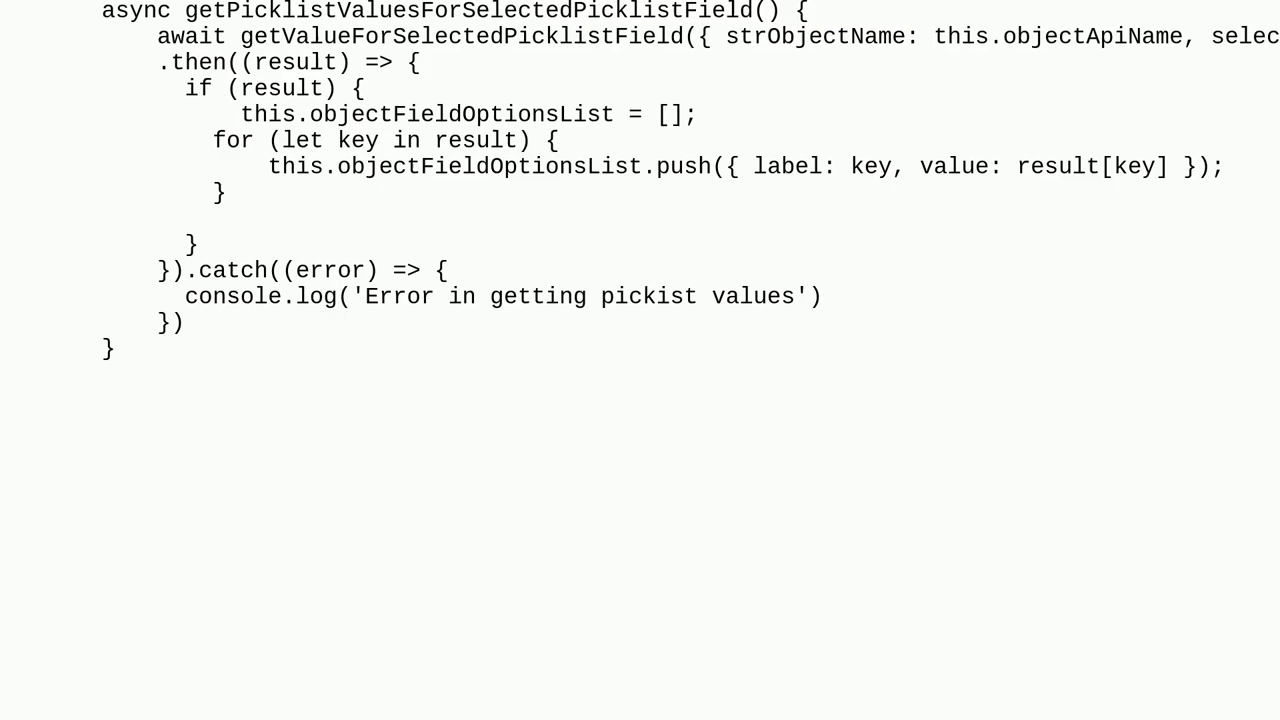 async getPicklistValuesForSelectedPicklistField() {
await getValueForSelectedPicklistField({ strObjectName: this.objectApiName, selec
.then((result) => {
if (result) {
this.objectFieldOptionsList = [];
for (let key in result) {
this.objectFieldOptionsList.push({ label: key, value: result[key] });
}
}
}).catch((error) => {
console.log('Error in getting pickist values')
})
}